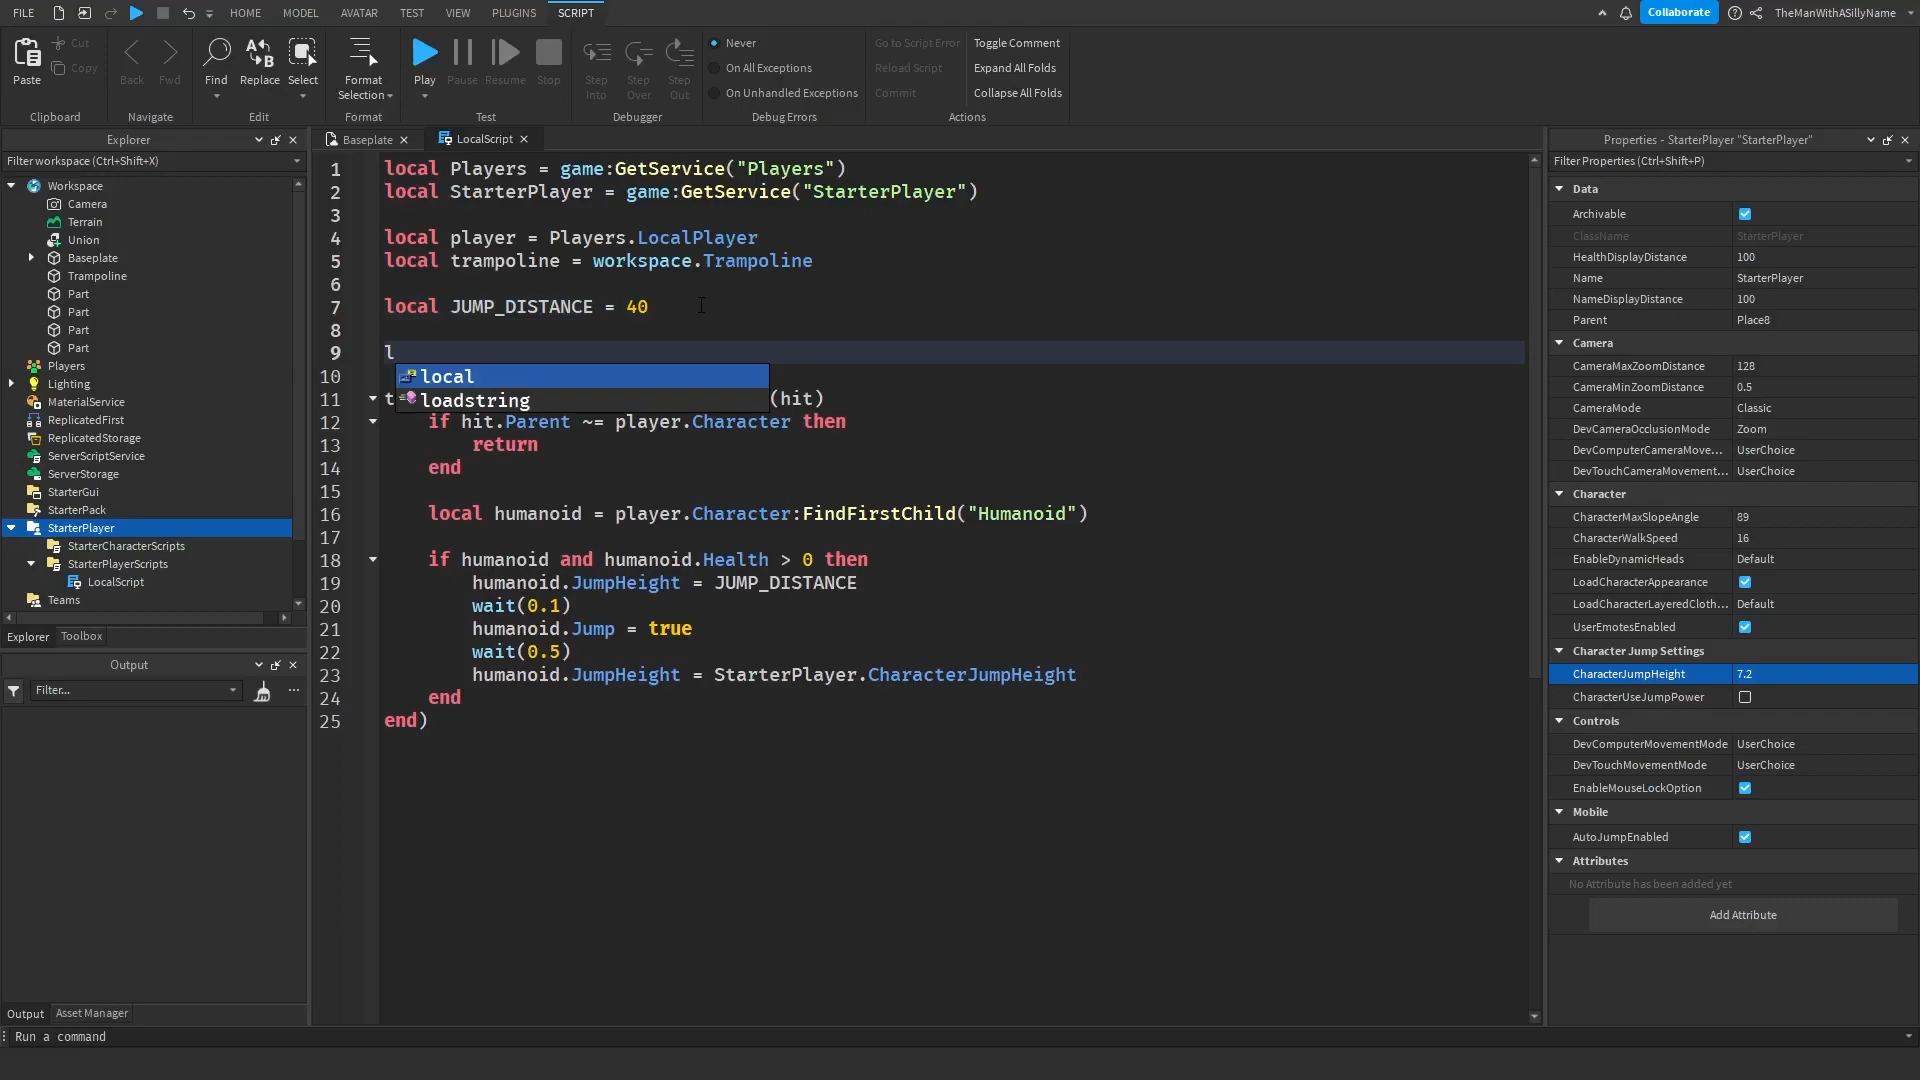 FILE HOME MODEL AVATAR TEST VIEW PLUGINS SCRIPT Collaborate TheManWithASillyName
Paste
Cut
Copy
Clipboard
Back Fwd
Navigate
Find Replace Select
Edit
Format
Selection
Format
Play Pause Resume Stop
Test
Step Into
Step Over
Step Out
Debugger
Never
On All Exceptions
On Unhandled Exceptions
Debug Errors
Go to Script Error
Reload Script
Commit
Toggle Comment
Expand All Folds
Collapse All Folds
Actions
Explorer
Filter workspace (Ctrl+Shift+X)
Workspace
Camera
Terrain
Union
Baseplate
Trampoline
Part
Part
Part
Part
Players
Lighting
MaterialService
ReplicatedFirst
ReplicatedStorage
ServerScriptService
ServerStorage
StarterGui
StarterPack
StarterPlayer
StarterCharacterScripts
StarterPlayerScripts
LocalScript
Teams
Explorer Toolbox
Output
Filter...
Output Asset Manager
Run a command
Baseplate LocalScript
1 local Players = game:GetService("Players")
2 local StarterPlayer = game:GetService("StarterPlayer")
3
4 local player = Players.LocalPlayer
5 local trampoline = workspace.Trampoline
6
7 local JUMP_DISTANCE = 40
8
9 l
local
loadstring
10
11 t (hit)
12 if hit.Parent ~= player.Character then
13 return
14 end
15
16 local humanoid = player.Character:FindFirstChild("Humanoid")
17
18 if humanoid and humanoid.Health > 0 then
19 humanoid.JumpHeight = JUMP_DISTANCE
20 wait(0.1)
21 humanoid.Jump = true
22 wait(0.5)
23 humanoid.JumpHeight = StarterPlayer.CharacterJumpHeight
24 end
25 end)
Properties - StarterPlayer "StarterPlayer"
Filter Properties (Ctrl+Shift+P)
Data
Archivable
ClassName StarterPlayer
HealthDisplayDistance 100
Name StarterPlayer
NameDisplayDistance 100
Parent Place8
Camera
CameraMaxZoomDistance 128
CameraMinZoomDistance 0.5
CameraMode Classic
DevCameraOcclusionMode Zoom
DevComputerCameraMove... UserChoice
DevTouchCameraMovement... UserChoice
Character
CharacterMaxSlopeAngle 89
CharacterWalkSpeed 16
EnableDynamicHeads Default
LoadCharacterAppearance
LoadCharacterLayeredCloth... Default
UserEmotesEnabled
Character Jump Settings
CharacterJumpHeight 7.2
CharacterUseJumpPower
Controls
DevComputerMovementMode UserChoice
DevTouchMovementMode UserChoice
EnableMouseLockOption
Mobile
AutoJumpEnabled
Attributes
No Attribute has been added yet
Add Attribute